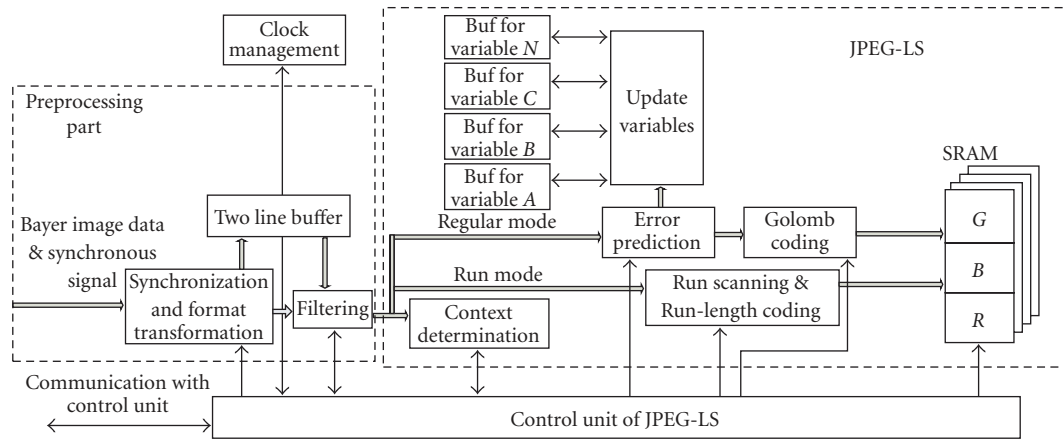 Clock
management
Preprocessing
part
Bayer image data
& synchronous
signal
Two line buffer
Synchronization
and format
transformation
Filtering
Communication with
control unit
JPEG-LS
Buf for
variable N
Buf for
variable C
Buf for
variable B
Buf for
variable A
Update
variables
Regular mode
Error
prediction
Golomb
coding
Run mode
Run scanning &
Run-length coding
Context
determination
SRAM
G
B
R
Control unit of JPEG-LS